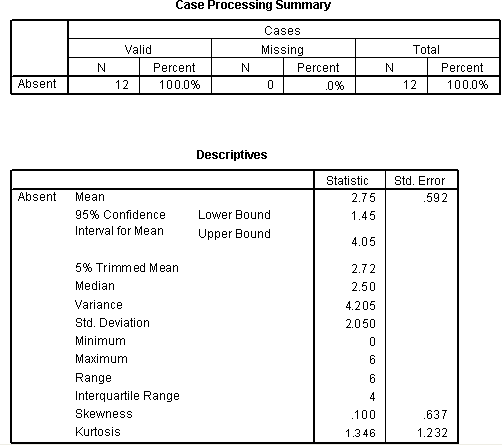 Case Processing Summary
Cases
Valid Missing Total
N Percent N Percent N Percent
Absent 12 100.0% 0 .0% 12 100.0%
Descriptives
Statistic Std. Error
Absent Mean 2.75 .592
95% Confidence Lower Bound 1.45
Interval for Mean Upper Bound 4.05
5% Trimmed Mean 2.72
Median 2.50
Variance 4.205
Std. Deviation 2.050
Minimum 0
Maximum 6
Range 6
Interquartile Range 4
Skewness .100 .637
Kurtosis 1.346 1.232